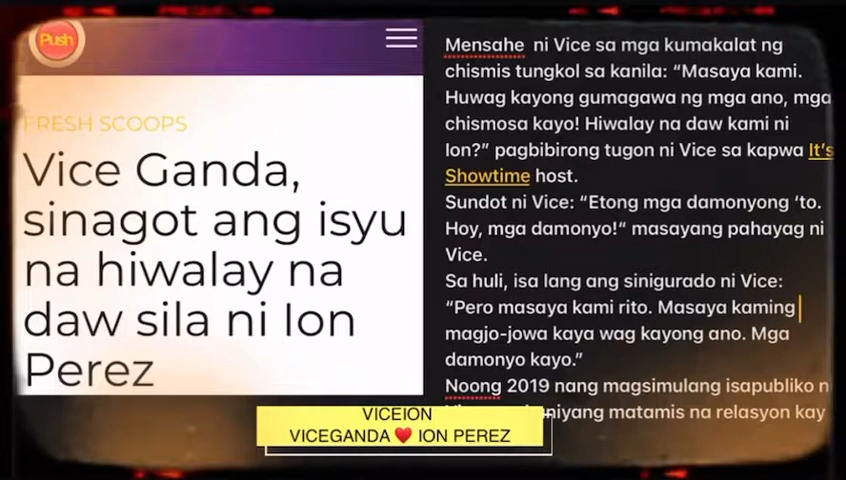 Push
FRESH SCOOPS
Vice Ganda,
sinagot ang isyu
na hiwalay na
daw sila ni Ion
Perez
Mensahe ni Vice sa mga kumakalat ng
chismis tungkol sa kanila: “Masaya kami.
Huwag kayong gumagawa ng mga ano, mga
chismosa kayo! Hiwalay na daw kami ni
Ion?” pagbibirong tugon ni Vice sa kapwa It’s
Showtime host.
Sundot ni Vice: “Etong mga damonyong ‘to.
Hoy, mga damonyo!“ masayang pahayag ni
Vice.
Sa huli, isa lang ang sinigurado ni Vice:
“Pero masaya kami rito. Masaya kaming
magjo-jowa kaya wag kayong ano. Mga
damonyo kayo.”
Noong 2019 nang magsimulang isapubliko
matamis na relasyon kay
VICEION
VICEGANDA ❤️ ION PEREZ